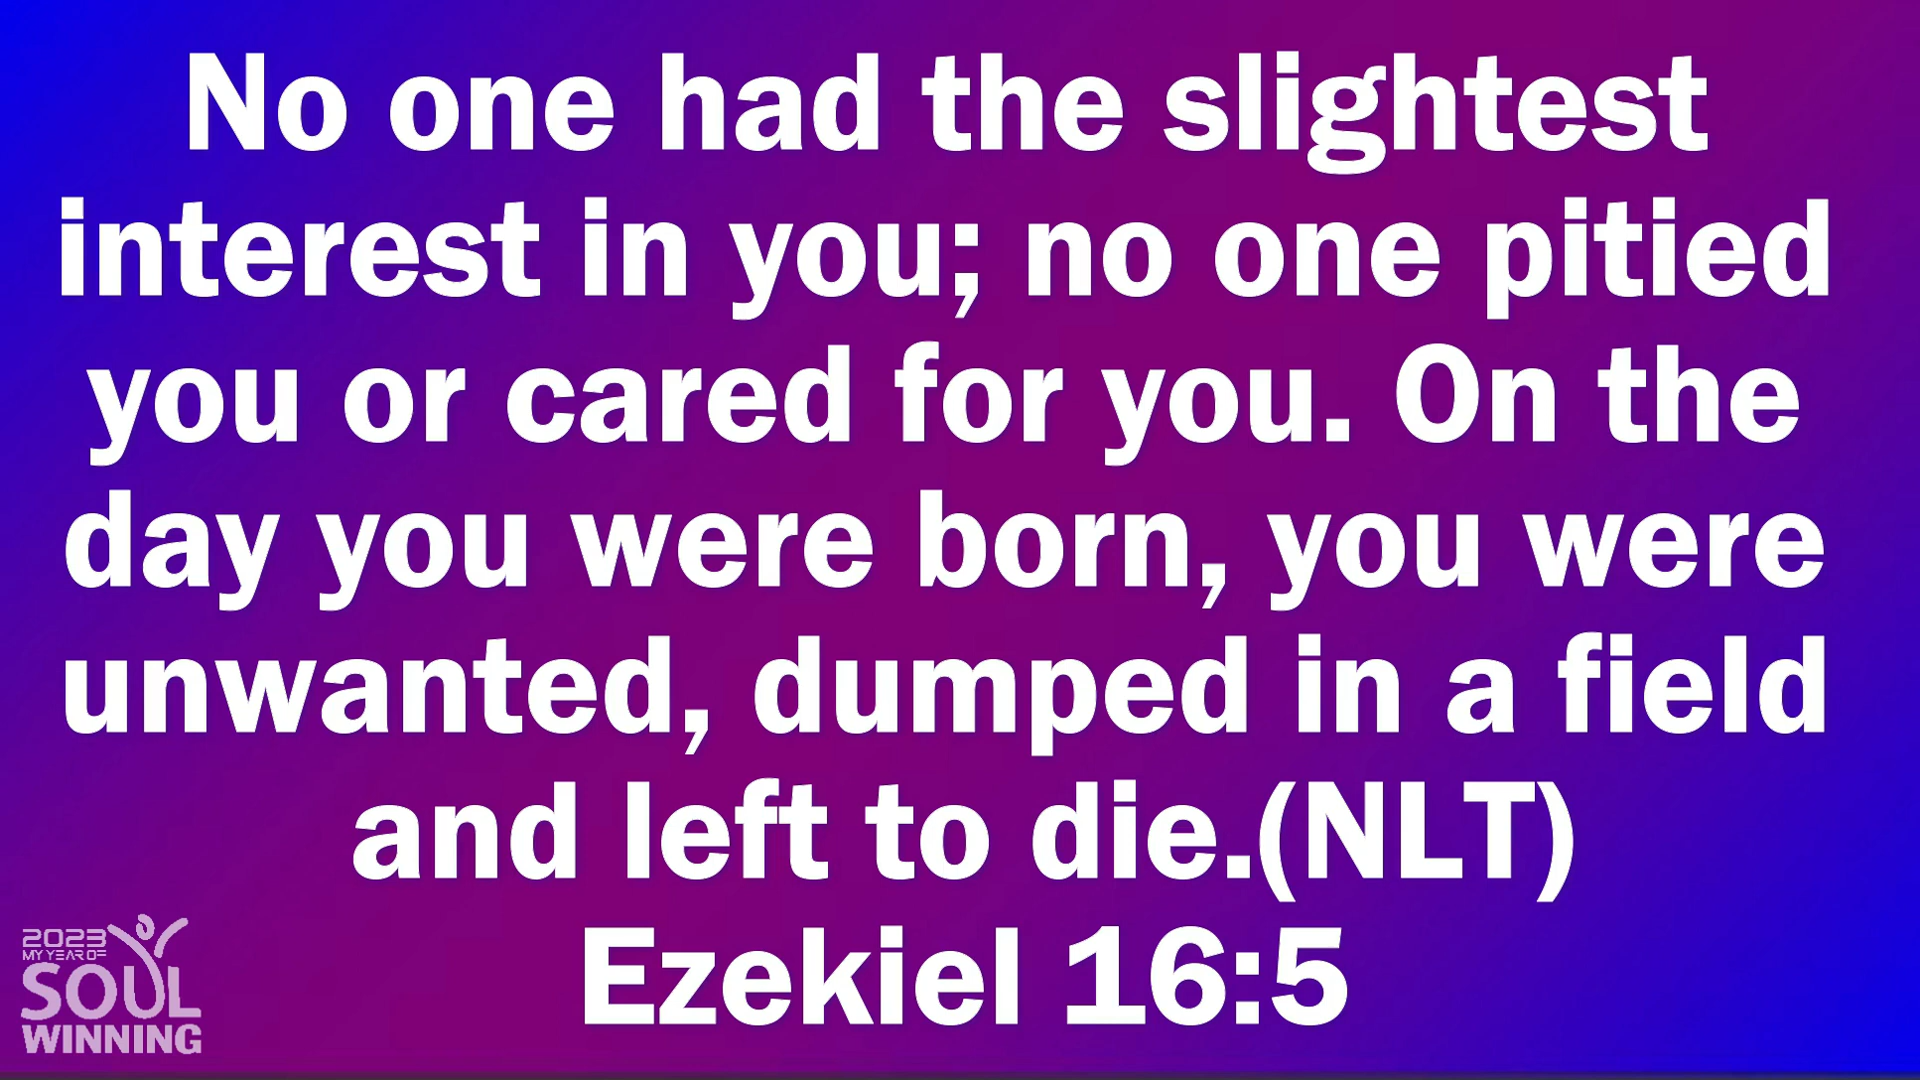 No one had the slightest
interest in you; no one pitied
you or cared for you. On the
day you were born, you were
unwanted, dumped in a field
and left to die.(NLT)
Ezekiel 16:5
2023
MY YEAR OF
SOUL
WINNING